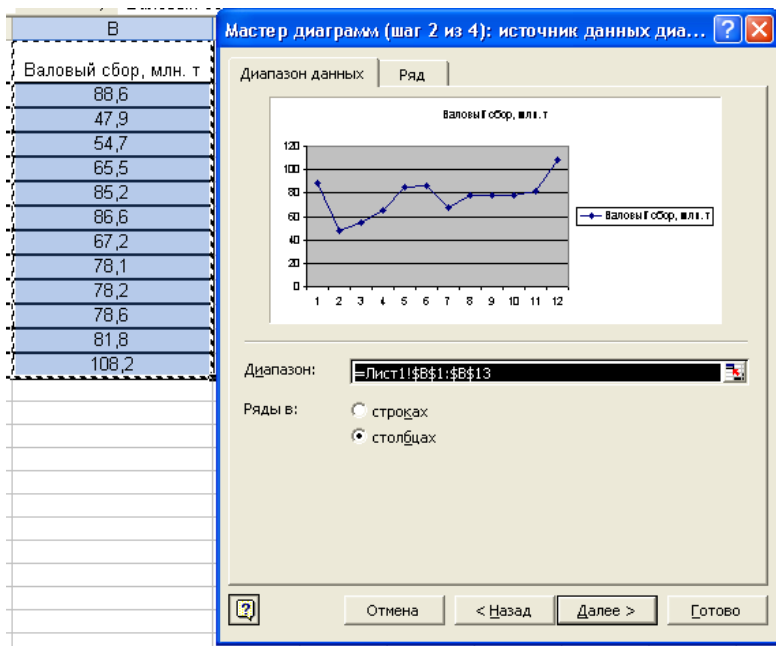 B
Валовый сбор, млн. т
88,6
47,9
54,7
65,5
85,2
86,6
67,2
78,1
78,2
78,6
81,8
108,2
Мастер диаграмм (шаг 2 из 4): источник данных диа...
Диапазон данных
Ряд
Валовый сбор, млн. т
120
100
80
60
40
20
0
1 2 3 4 5 6 7 8 9 10 11 12
Валовый сбор, млн. т
Диапазон:
=Лист1!$B$1:$B$13
Ряды в:
строках
столбцах
Отмена
< Назад
Далее >
Готово